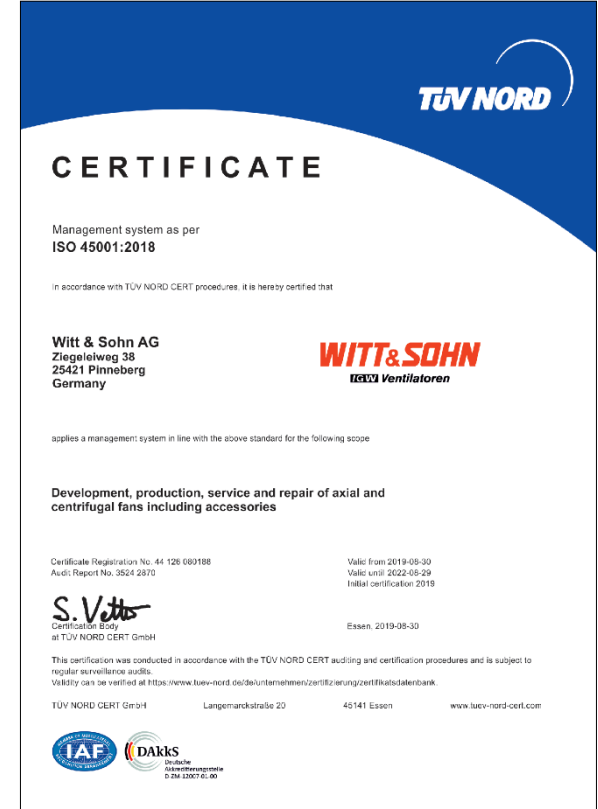 TÜV NORD
CERTIFICATE
Management system as per
ISO 45001:2018
In accordance with TÜV NORD CERT procedures, it is hereby certified that
Witt & Sohn AG
Ziegeleiweg 38
25421 Pinneberg
Germany
WITT&SOHN
IGW Ventilatoren
applies a management system in line with the above standard for the following scope
Development, production, service and repair of axial and
centrifugal fans including accessories
Certificate Registration No. 44 126 080188
Audit Report No. 3524 2870
Valid from 2019-08-30
Valid until 2022-08-29
Initial certification 2019
S. Vetter
Certification Body
at TÜV NORD CERT GmbH
Essen, 2019-08-30
This certification was conducted in accordance with the TÜV NORD CERT auditing and certification procedures and is subject to
regular surveillance audits.
Validity can be verified at https://www.tuev-nord.de/de/unternehmen/zertifizierung/zertifikatsdatenbank.
TÜV NORD CERT GmbH Langemarckstraße 20 45141 Essen www.tuev-nord-cert.com
IAF
DAkkS
Deutsche
Akkreditierungsstelle
D-ZM-12007-01-00